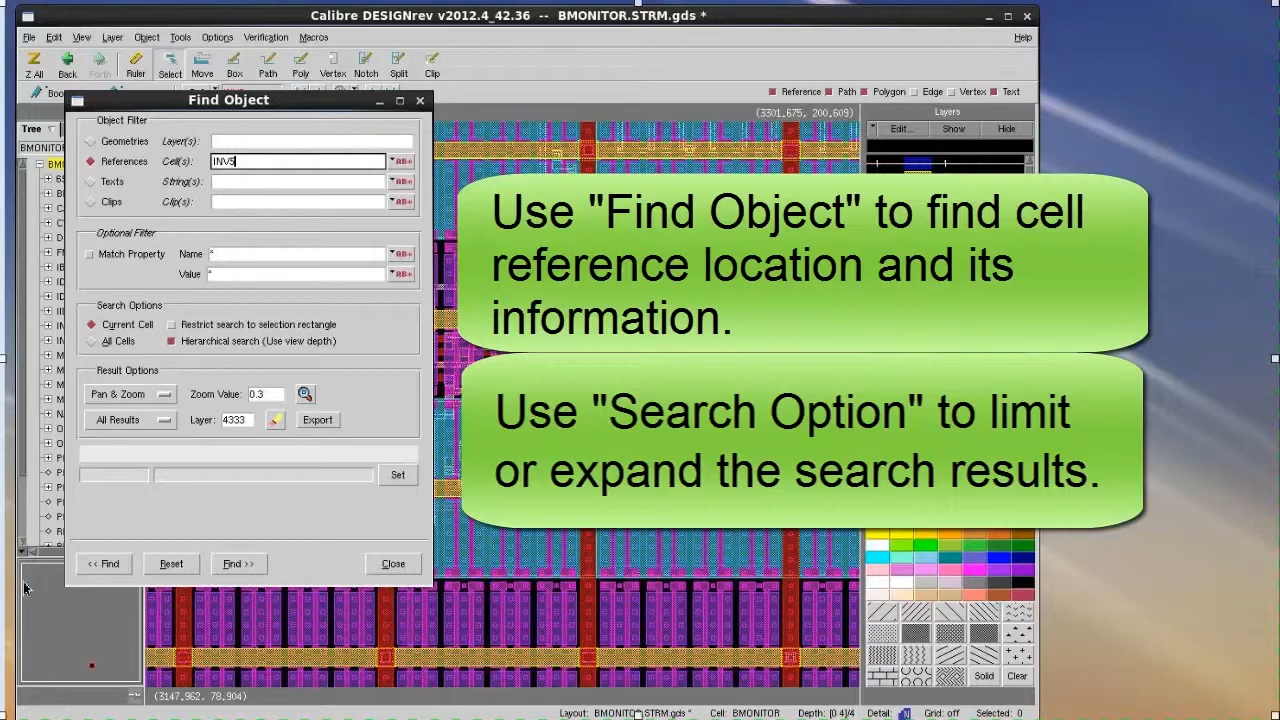 Calibre DESIGNrev v2012.4_42.36 -- BMONITOR.STRM.gds *
File Edit View Layer Object Tools Options Verification Macros Help
Z All Back Forth Ruler Select Move Box Path Poly Vertex Notch Split Clip
Reference Path Polygon Edge Vertex Text
Find Object
(3301.675, 200.609)
Layers
Tree
Edit... Show Hide
BMONITOR
Object Filter
Geometries Layer(s):
References Cell(s): INV5
Texts String(s):
Clips Clip(s):
Optional Filter
Match Property Name *
Value *
Search Options
Current Cell Restrict search to selection rectangle
All Cells Hierarchical search (Use view depth)
Result Options
Pan & Zoom Zoom Value: 0.3
All Results Layer: 4333 Export
Set
<< Find Reset Find >> Close
Use "Find Object" to find cell
reference location and its
information.
Use "Search Option" to limit
or expand the search results.
Solid Clear
(3147.962, 78.904)
Layout: BMONITOR.STRM.gds * Cell: BMONITOR Depth: [0 4]/4 Detail: Grid: off Selected: 0